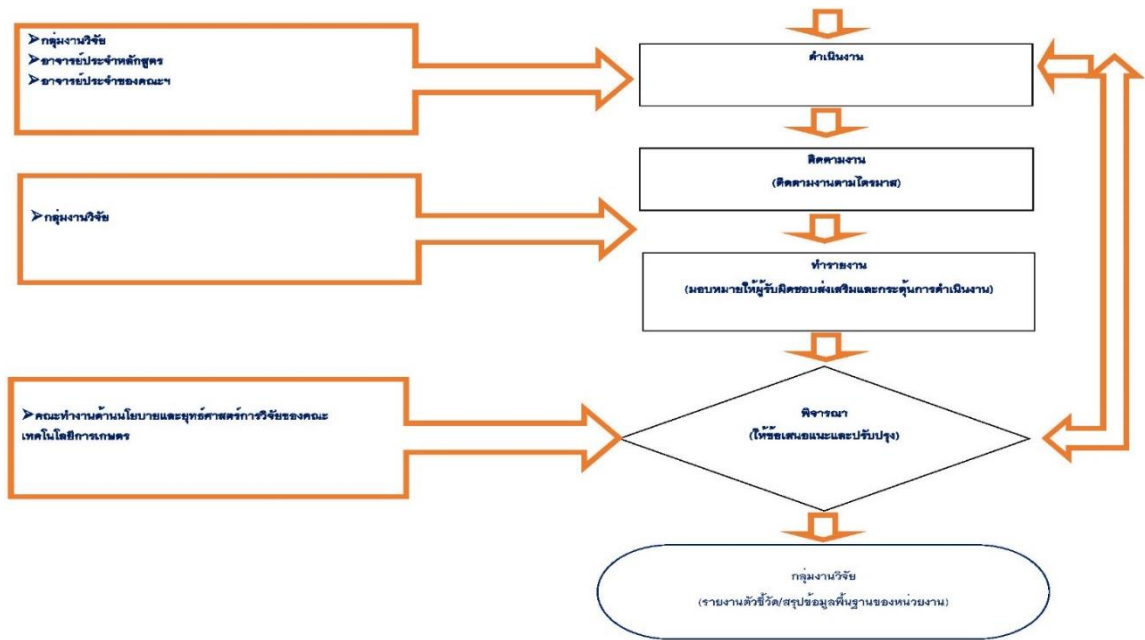 ➢กลุ่มงานวิจัย
➢อาจารย์ประจำหลักสูตร
➢อาจารย์ประจำของคณะฯ
ดำเนินงาน
ติดตามงาน
(ติดตามงานตามไตรมาส)
➢กลุ่มงานวิจัย
ทำรายงาน
(มอบหมายให้ผู้รับผิดชอบส่งเสริมและกระตุ้นการดำเนินงาน)
➢คณะทำงานด้านนโยบายและยุทธ์ศาสตร์การวิจัยของคณะ
เทคโนโลยีการเกษตร
พิจารณา
(ให้ข้อเสนอแนะและปรับปรุง)
กลุ่มงานวิจัย
(รายงานตัวชี้วัด/สรุปข้อมูลพื้นฐานของหน่วยงาน)